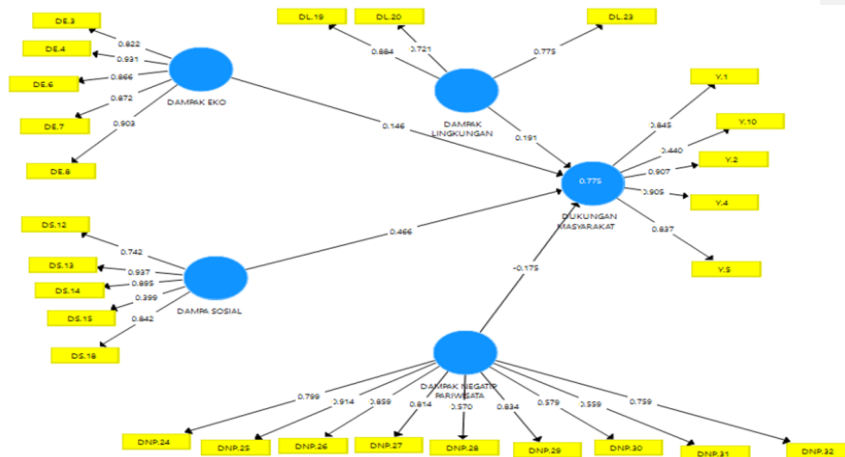 DE.3
DE.4
DE.6
DE.7
DE.8
0.822
0.931
0.866
0.872
0.903
DAMPAK EKO
0.146
DL.19
DL.20
DL.23
0.884
0.721
0.775
DAMPAK
LINGKUNGAN
0.191
Y.1
Y.10
Y.2
Y.4
Y.5
0.845
0.440
0.907
0.905
0.837
0.775
DUKUNGAN
MASYARAKAT
DS.12
DS.13
DS.14
DS.15
DS.18
0.742
0.937
0.895
0.399
0.842
DAMPA SOSIAL
0.466
-0.175
DAMPAK NEGATIP
PARIWISATA
0.799
0.914
0.859
0.814
0.570
0.834
0.579
0.559
0.759
DNP.24
DNP.25
DNP.26
DNP.27
DNP.28
DNP.29
DNP.30
DNP.31
DNP.32